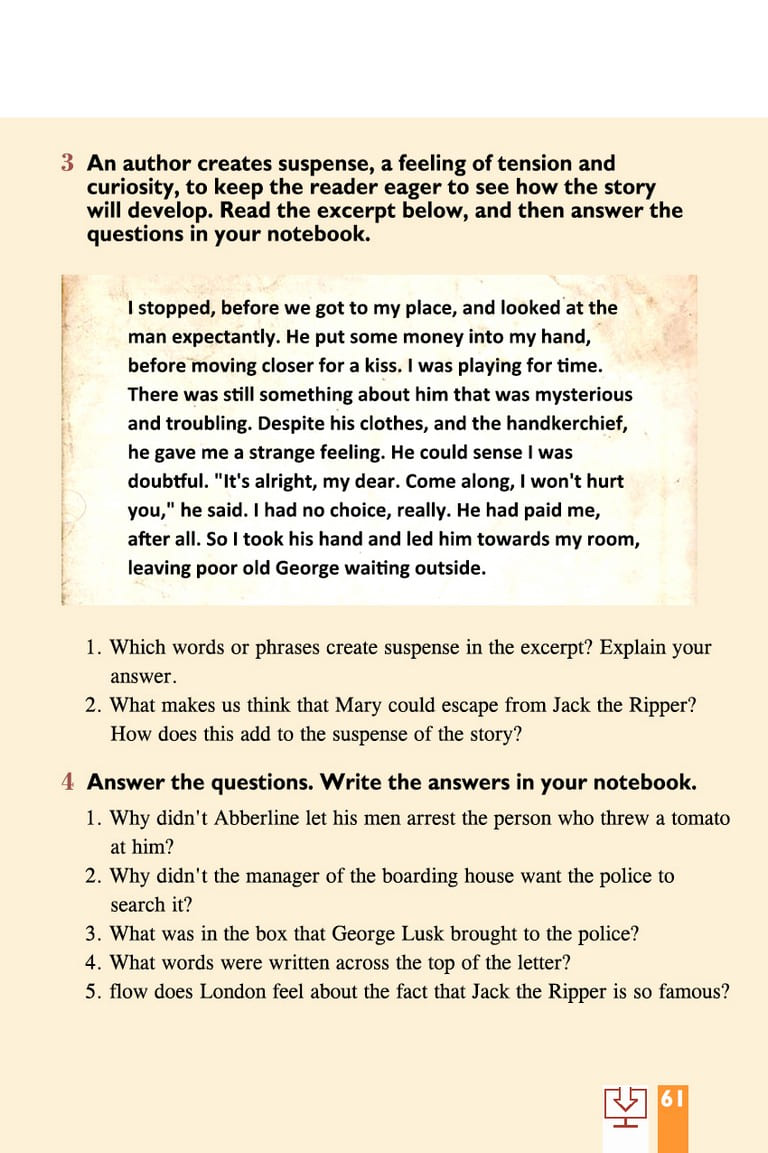 3 An author creates suspense, a feeling of tension and
curiosity, to keep the reader eager to see how the story
will develop. Read the excerpt below, and then answer the
questions in your notebook.
I stopped, before we got to my place, and looked at the
man expectantly. He put some money into my hand,
before moving closer for a kiss. I was playing for time.
There was still something about him that was mysterious
and troubling. Despite his clothes, and the handkerchief,
he gave me a strange feeling. He could sense I was
doubtful. "It's alright, my dear. Come along, I won't hurt
you," he said. I had no choice, really. He had paid me,
after all. So I took his hand and led him towards my room,
leaving poor old George waiting outside.
1. Which words or phrases create suspense in the excerpt? Explain your
answer.
2. What makes us think that Mary could escape from Jack the Ripper?
How does this add to the suspense of the story?
4 Answer the questions. Write the answers in your notebook.
1. Why didn't Abberline let his men arrest the person who threw a tomato
at him?
2. Why didn't the manager of the boarding house want the police to
search it?
3. What was in the box that George Lusk brought to the police?
4. What words were written across the top of the letter?
5. flow does London feel about the fact that Jack the Ripper is so famous?
61